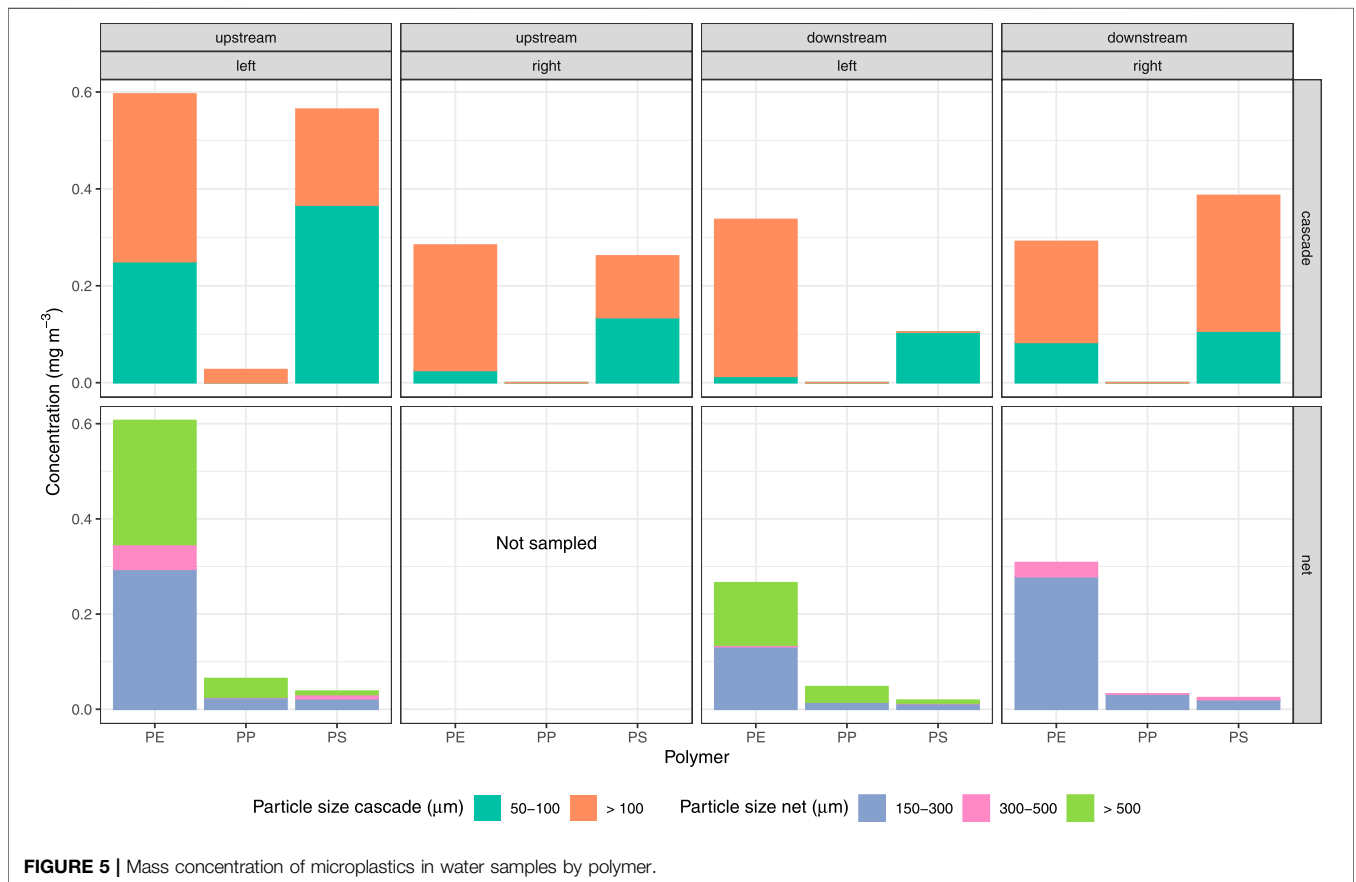 upstream upstream downstream downstream
left right left right
0.6
0.4
0.2
0.0
cascade
Concentration (mg m−3)
0.6
0.4
0.2
0.0
Not sampled
net
PE PP PS PE PP PS PE PP PS PE PP PS
Polymer
Particle size cascade (μm) 50−100 > 100 Particle size net (μm) 150−300 300−500 > 500
FIGURE 5 | Mass concentration of microplastics in water samples by polymer.